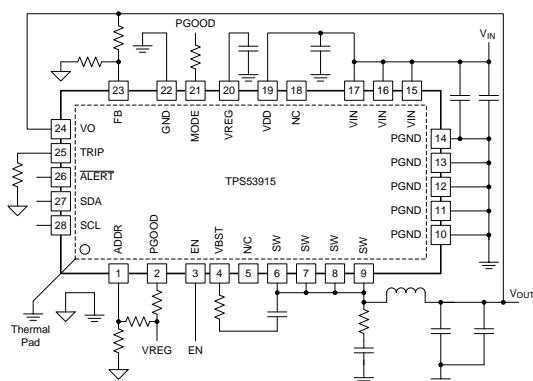 PGOOD
VIN
23 22 21 20 19 18 17 16 15
FB GND MODE VREG VDD NC VIN VIN VIN
24 VO
25 TRIP
26 ALERT
27 SDA
28 SCL
TPS53915
PGND 14
PGND 13
PGND 12
PGND 11
PGND 10
ADDR PGOOD EN VBST N/C SW SW SW SW
1 2 3 4 5 6 7 8 9
VOUT
Thermal
Pad
VREG EN